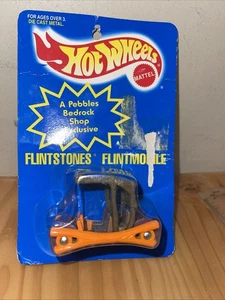 FOR AGES OVER 3.
DIE CAST METAL.
Hot Wheels
MATTEL
A Pebbles
Bedrock
Shop
Exclusive
FLINTSTONES FLINTMOBILE